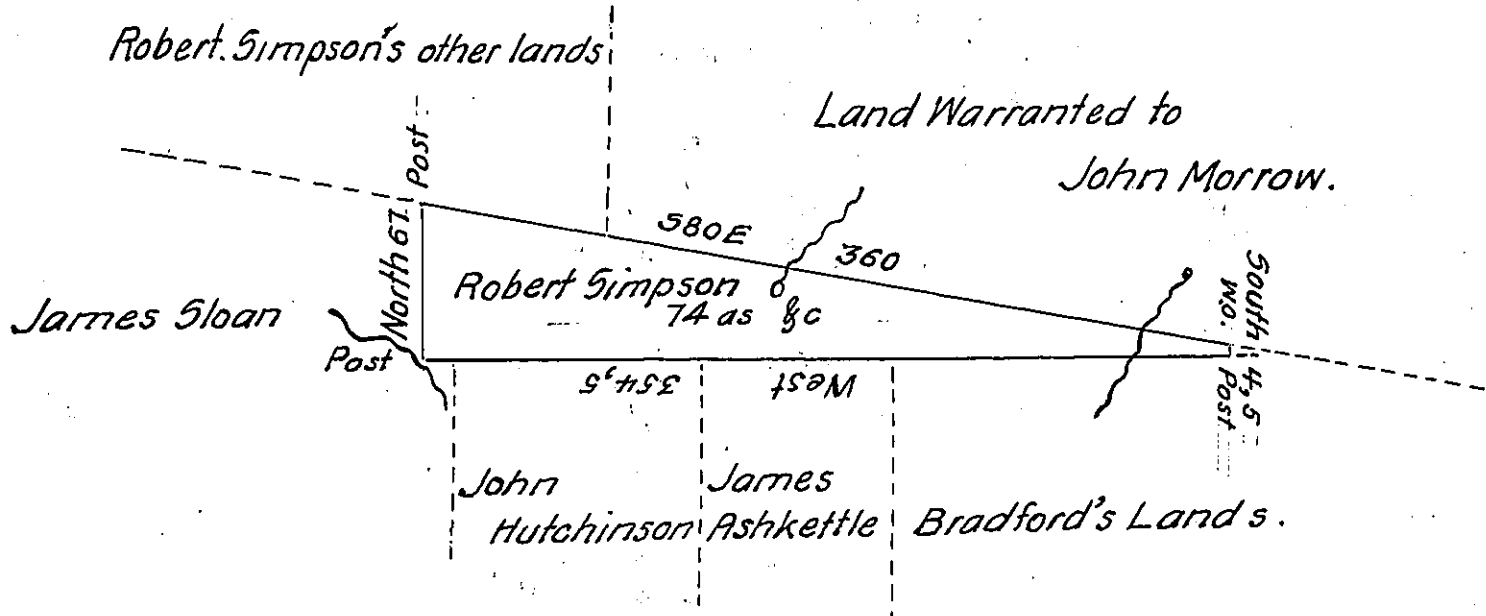 Robert. Simpson's other lands
Land Warranted to
John Morrow.
Post
North 67
S80E
360
Robert Simpson
74 as &c
James Sloan
Post
South 4,5
W.O. Post
354,5
West
John
Hutchinson
James
Ashkettle
Bradford's Lands.